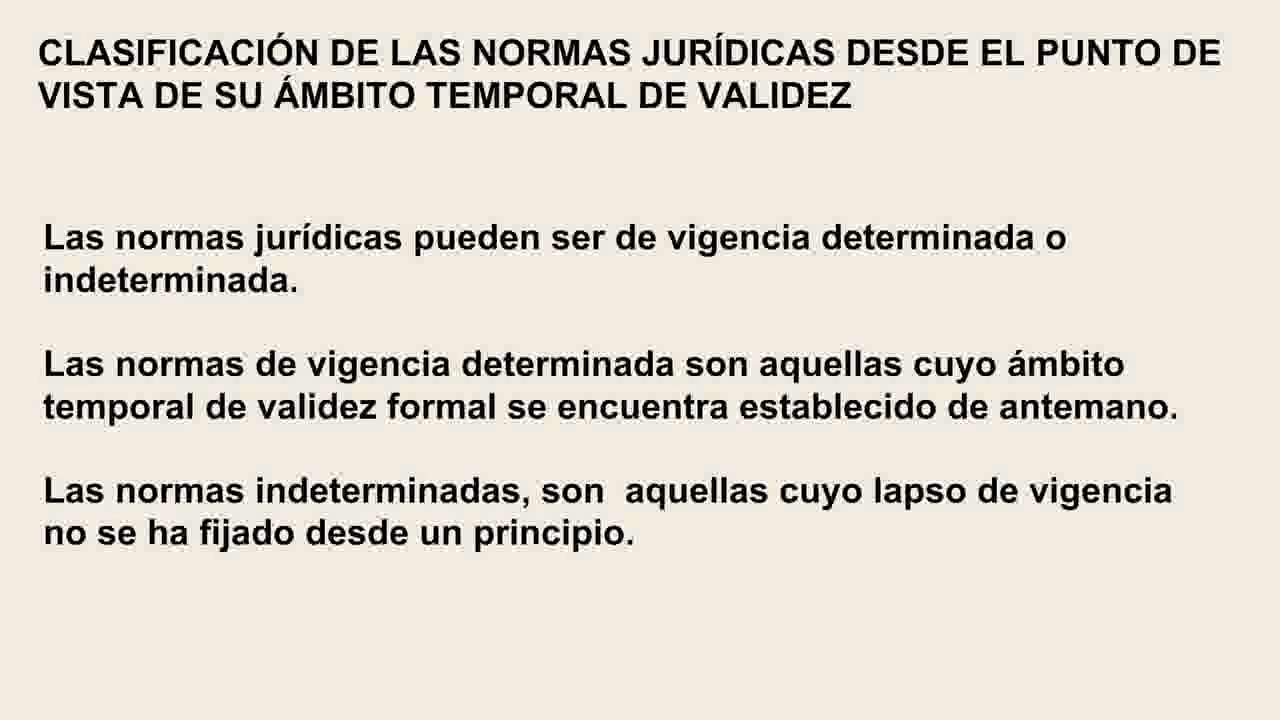 CLASIFICACIÓN DE LAS NORMAS JURÍDICAS DESDE EL PUNTO DE
VISTA DE SU ÁMBITO TEMPORAL DE VALIDEZ
Las normas jurídicas pueden ser de vigencia determinada o
indeterminada.
Las normas de vigencia determinada son aquellas cuyo ámbito
temporal de validez formal se encuentra establecido de antemano.
Las normas indeterminadas, son  aquellas cuyo lapso de vigencia
no se ha fijado desde un principio.